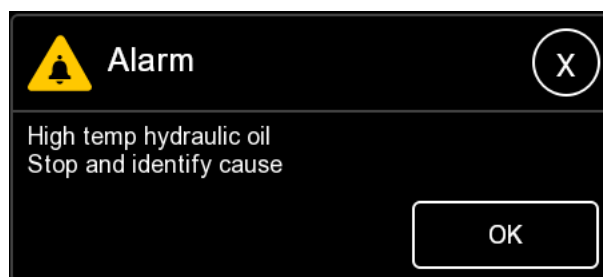 Alarm
X
High temp hydraulic oil
Stop and identify cause
OK